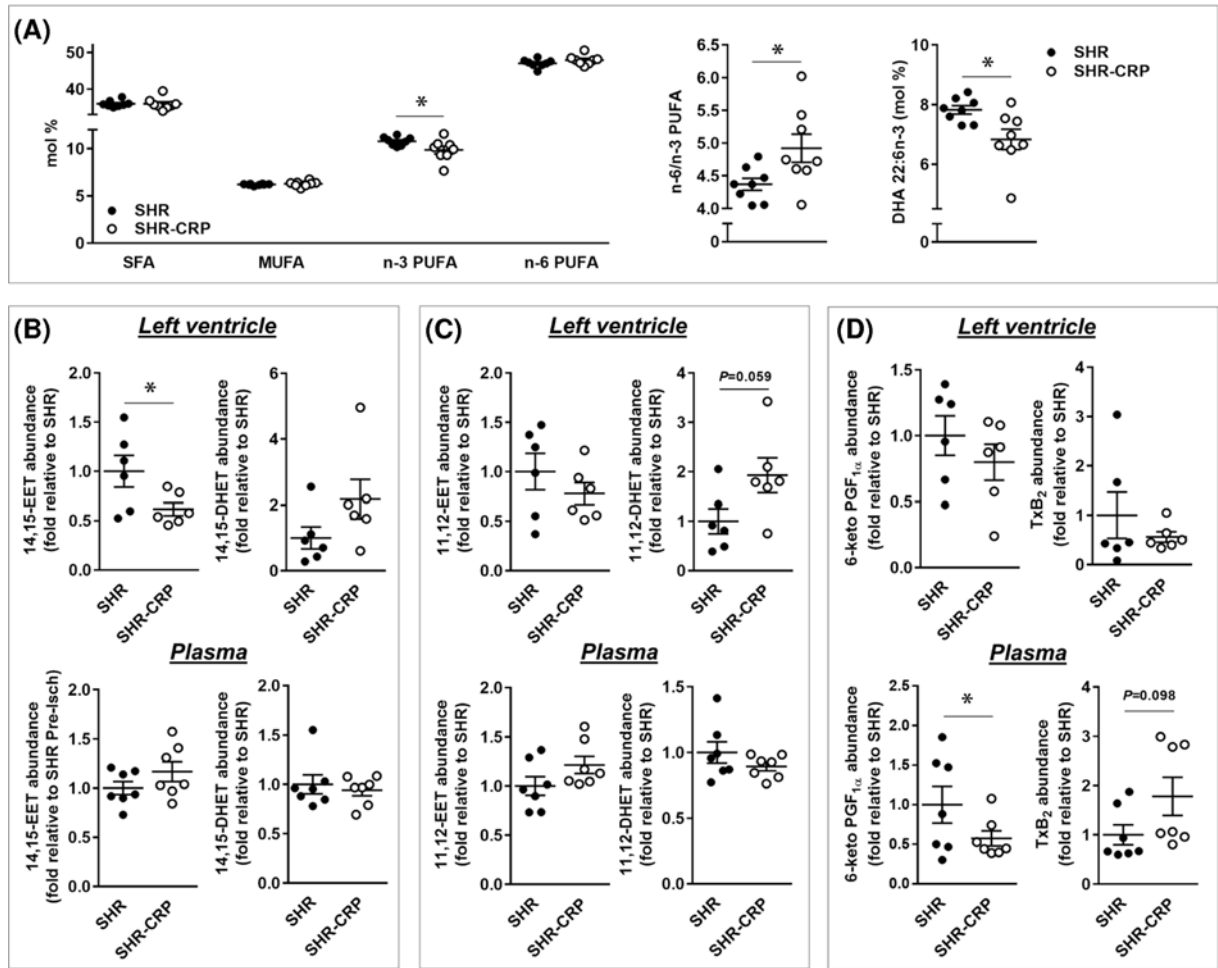 (A)
mol %
50
40
30
10
5
0
SHR
SHR-CRP
SFA
MUFA
n-3 PUFA
n-6 PUFA
*
n-6/n-3 PUFA
6.5
6.0
5.5
5.0
4.5
4.0
0
*
DHA 22:6n-3 (mol %)
10
8
6
0
*
SHR
SHR-CRP
(B)
Left ventricle
14,15-EET abundance
(fold relative to SHR)
2.0
1.5
1.0
0.5
0.0
*
SHR
SHR-CRP
14,15-DHET abundance
(fold relative to SHR)
6
4
2
0
SHR
SHR-CRP
Plasma
14,15-EET abundance
(fold relative to SHR Pre-Isch)
2.0
1.5
1.0
0.5
0.0
SHR
SHR-CRP
14,15-DHET abundance
(fold relative to SHR)
2.0
1.5
1.0
0.5
0.0
SHR
SHR-CRP
(C)
Left ventricle
11,12-EET abundance
(fold relative to SHR)
2.0
1.5
1.0
0.5
0.0
SHR
SHR-CRP
11,12-DHET abundance
(fold relative to SHR)
4
3
2
1
0
P=0.059
SHR
SHR-CRP
Plasma
11,12-EET abundance
(fold relative to SHR)
2.0
1.5
1.0
0.5
0.0
SHR
SHR-CRP
11,12-DHET abundance
(fold relative to SHR)
1.5
1.0
0.5
0.0
SHR
SHR-CRP
(D)
Left ventricle
6-keto PGF1α abundance
(fold relative to SHR)
1.5
1.0
0.5
0.0
SHR
SHR-CRP
TxB2 abundance
(fold relative to SHR)
4
3
2
1
0
SHR
SHR-CRP
Plasma
6-keto PGF1α abundance
(fold relative to SHR)
2.5
2.0
1.5
1.0
0.5
0.0
*
SHR
SHR-CRP
TxB2 abundance
(fold relative to SHR)
4
3
2
1
0
P=0.098
SHR
SHR-CRP